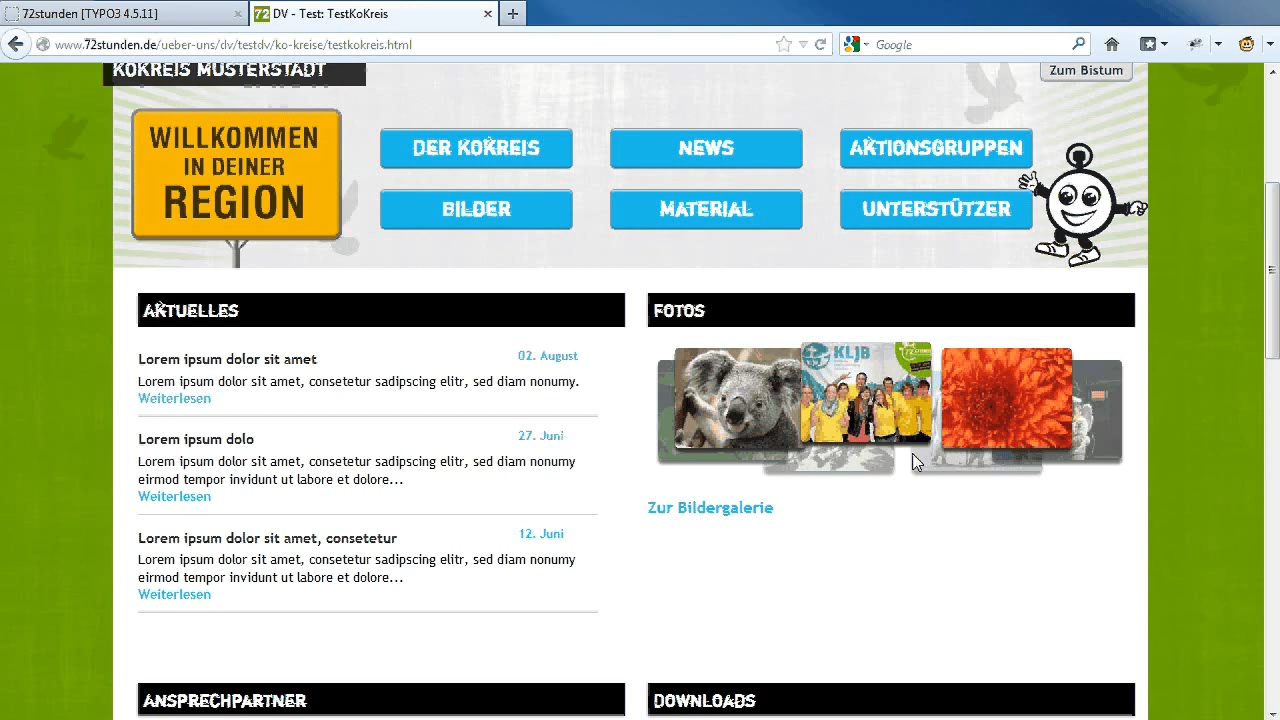 72stunden [TYPO3 4.5.11]
72 DV - Test: TestKoKreis
www.72stunden.de/ueber-uns/dv/testdv/ko-kreise/testkokreis.html
Google
KOKREIS MUSTERSTADT
Zum Bistum
WILLKOMMEN
IN DEINER
REGION
DER KOKREIS
NEWS
AKTIONSGRUPPEN
BILDER
MATERIAL
UNTERSTÜTZER
AKTUELLES
Lorem ipsum dolor sit amet
02. August
Lorem ipsum dolor sit amet, consetetur sadipscing elitr, sed diam nonumy.
Weiterlesen
Lorem ipsum dolo
27. Juni
Lorem ipsum dolor sit amet, consetetur sadipscing elitr, sed diam nonumy
eirmod tempor invidunt ut labore et dolore...
Weiterlesen
Lorem ipsum dolor sit amet, consetetur
12. Juni
Lorem ipsum dolor sit amet, consetetur sadipscing elitr, sed diam nonumy
eirmod tempor invidunt ut labore et dolore...
Weiterlesen
FOTOS
KLJB
72
Zur Bildergalerie
ANSPRECHPARTNER
DOWNLOADS